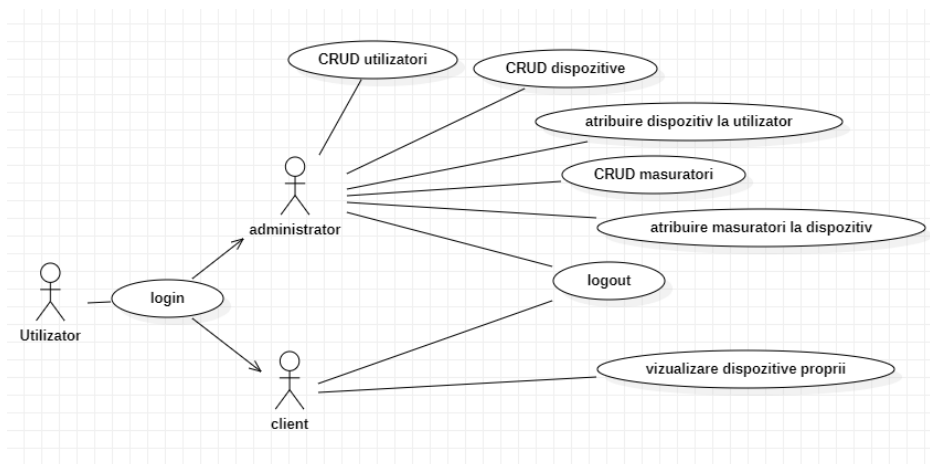 CRUD utilizatori
CRUD dispozitive
atribuire dispozitiv la utilizator
CRUD masuratori
administrator
atribuire masuratori la dispozitiv
logout
login
Utilizator
vizualizare dispozitive proprii
client